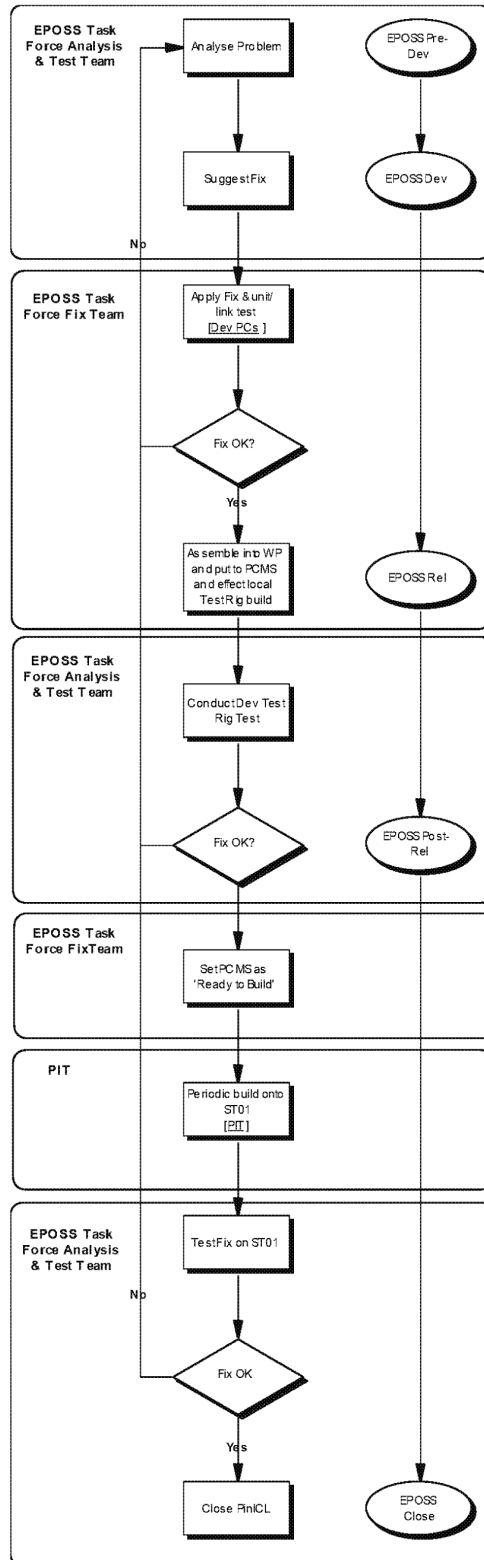 EPOSS Task
Force Analysis
& Test Team
Analyse Problem
EPOSS Pre-
Dev
Suggest Fix
EPOSS Dev
No
EPOSS Task
Force Fix Team
Apply Fix & unit/
link test
[Dev PCs ]
Fix OK?
Yes
Assemble into WP
and put to PCMS
and effect local
Test Rig build
EPOSS Rel
EPOSS Task
Force Analysis
& Test Team
Conduct Dev Test
Rig Test
Fix OK?
EPOSS Post-
Rel
EPOSS Task
Force Fix Team
Set PCMS as
'Ready to Build'
PIT
Periodic build onto
ST01
[PIT]
EPOSS Task
Force Analysis
& Test Team
Test Fix on ST01
No
Fix OK
Yes
Close PinICL
EPOSS
Close